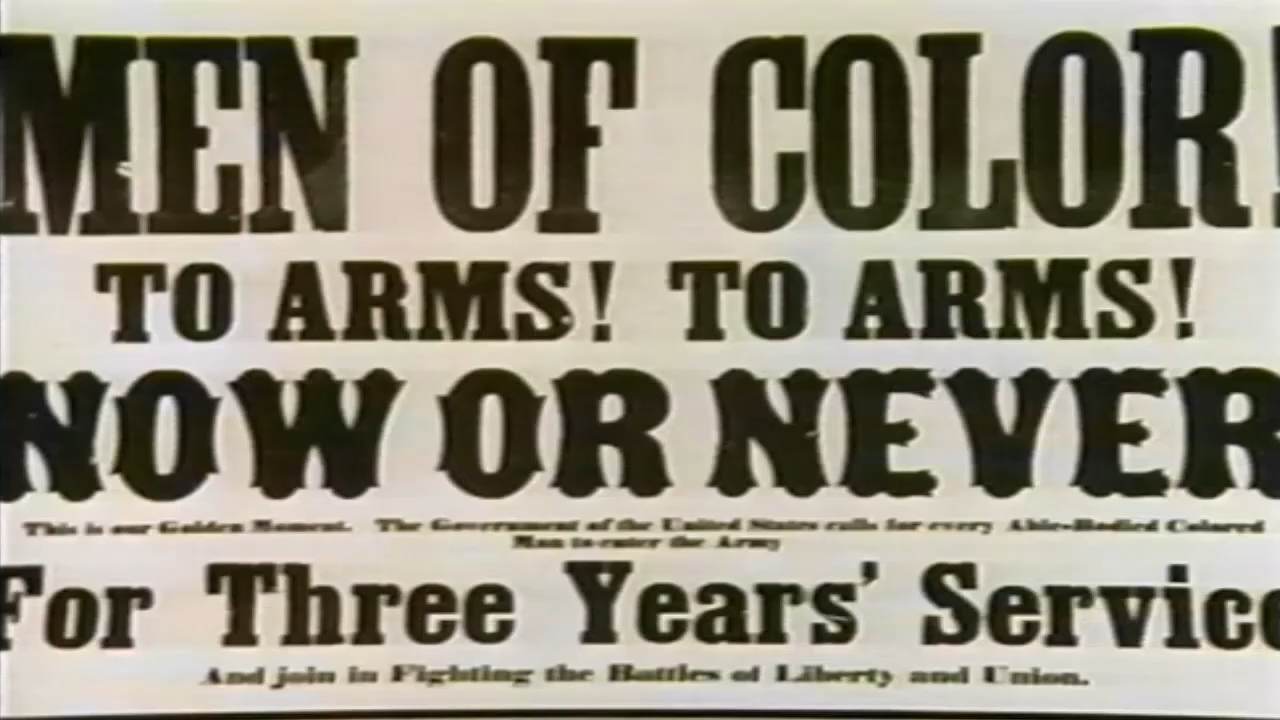 MEN OF COLOR!
TO ARMS! TO ARMS!
NOW OR NEVER
This is our Golden Moment. The Government of the United States calls for every Able-Bodied Colored
Man to enter the Army
For Three Years' Service
And join in Fighting the Battles of Liberty and Union.